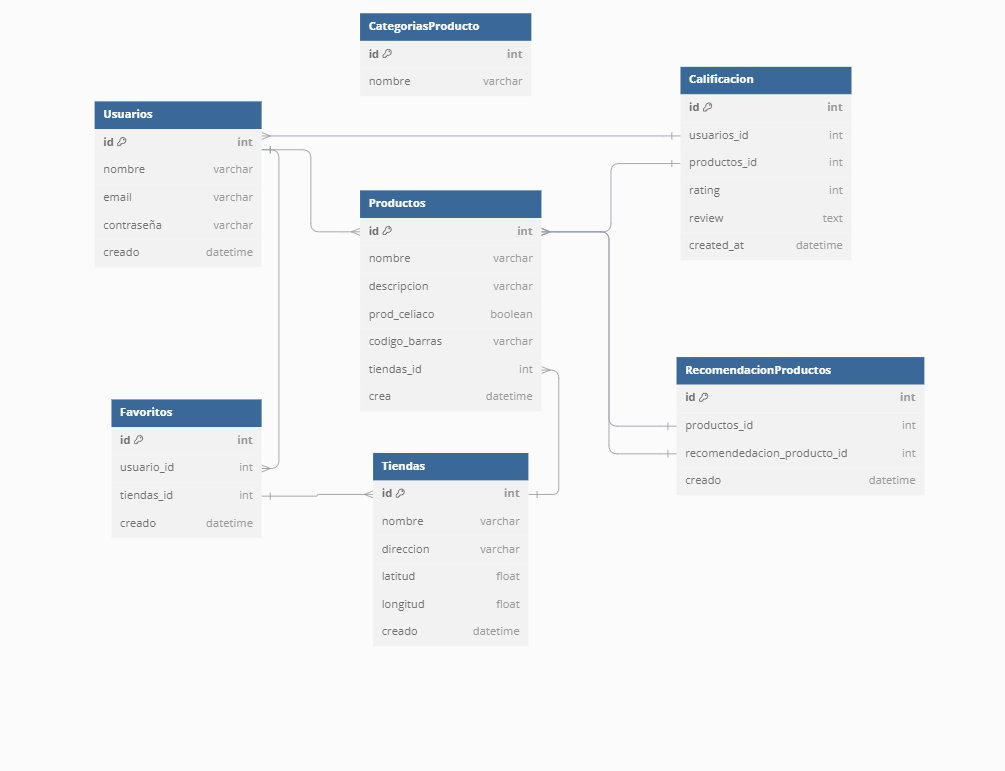 CategoriasProducto
id int
nombre varchar
Calificacion
id int
usuarios_id int
productos_id int
rating int
review text
created_at datetime
Usuarios
id int
nombre varchar
email varchar
contraseña varchar
creado datetime
Productos
id int
nombre varchar
descripcion varchar
prod_celiaco boolean
codigo_barras varchar
tiendas_id int
crea datetime
RecomendacionProductos
id int
productos_id int
recomendedacion_producto_id int
creado datetime
Favoritos
id int
usuario_id int
tiendas_id int
creado datetime
Tiendas
id int
nombre varchar
direccion varchar
latitud float
longitud float
creado datetime